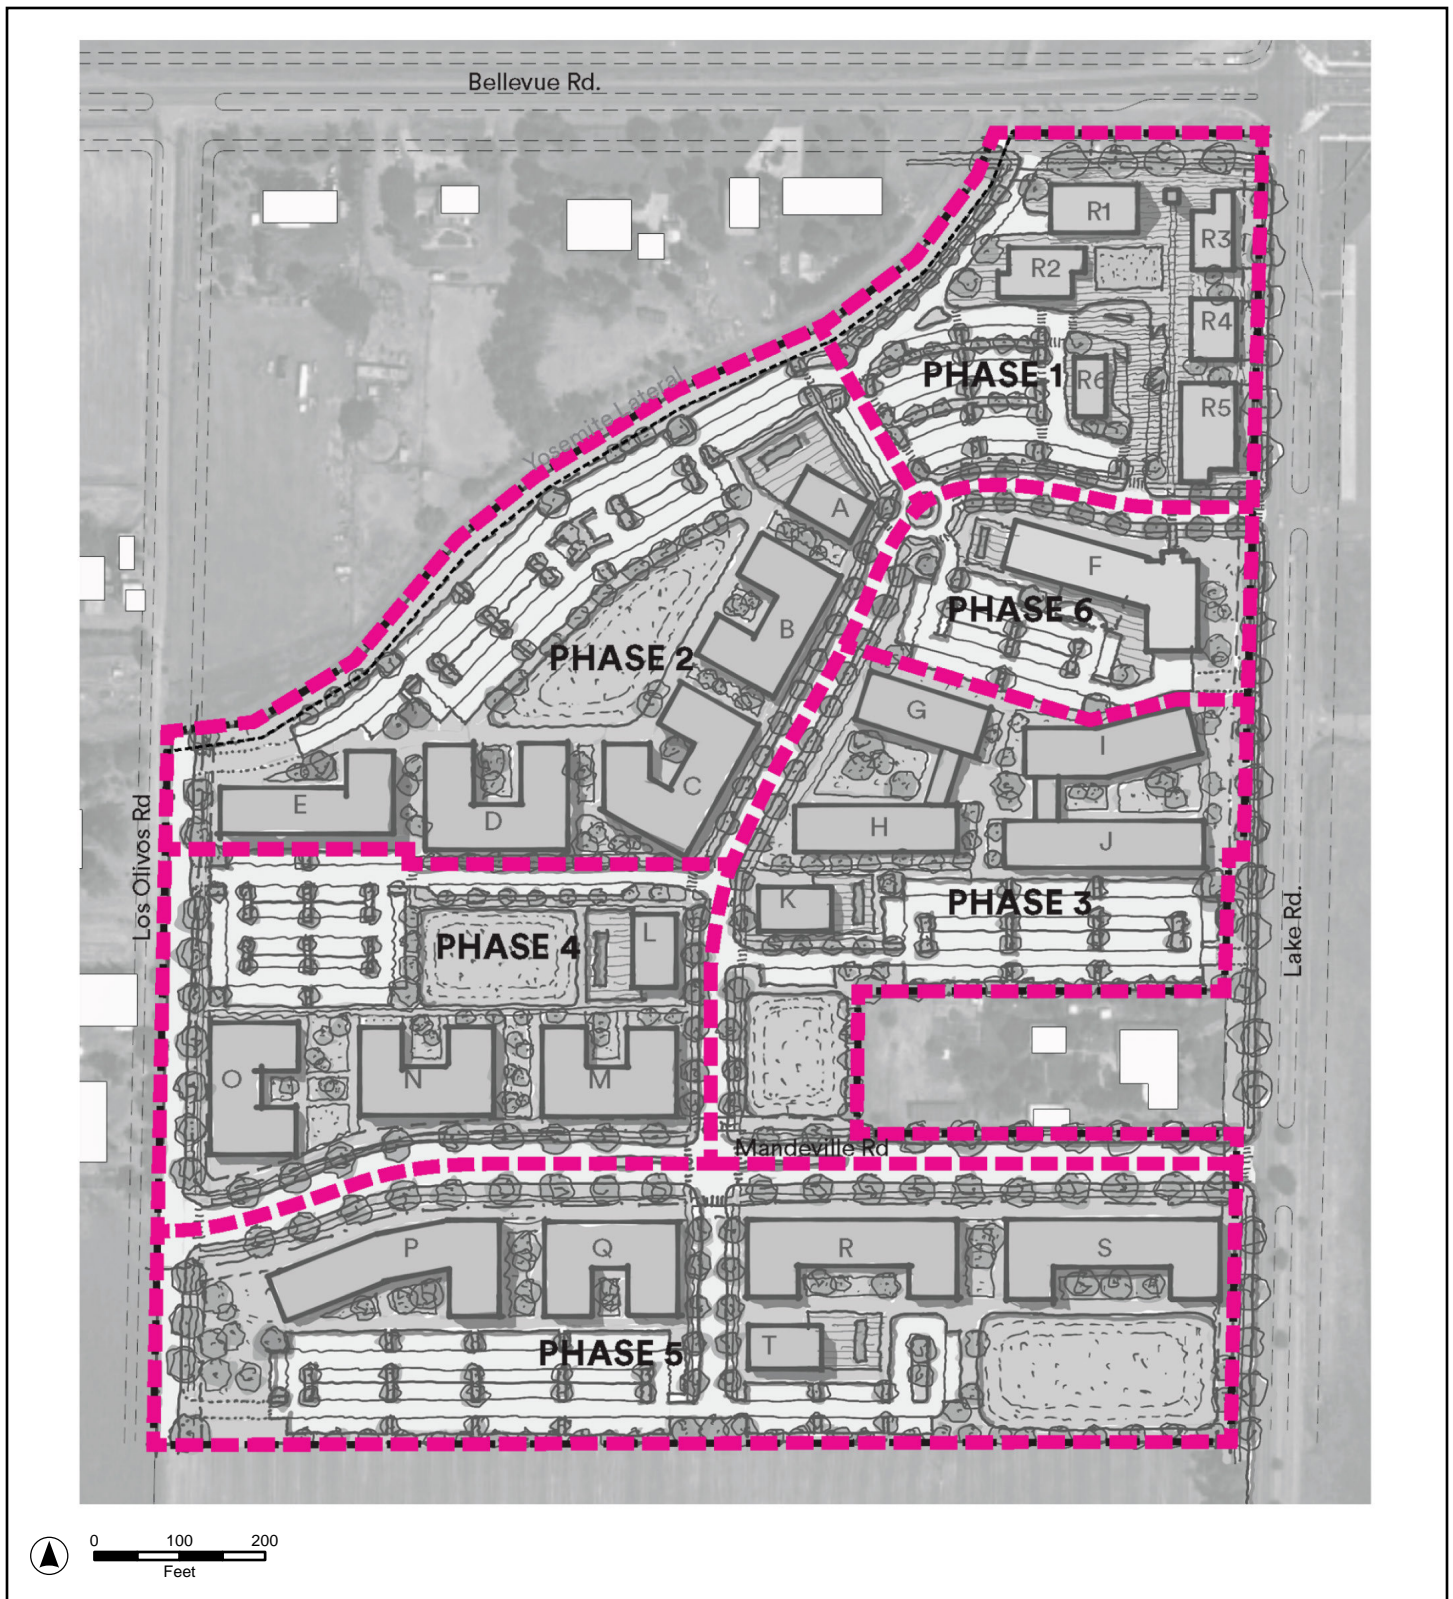 Bellevue Rd.
R1
R3
R2
R4
PHASE 1
R6
R5
Yosemite Lateral
A
F
PHASE 6
B
PHASE 2
G
I
C
E
D
H
J
Los Olivos Rd
K
PHASE 3
Lake Rd.
L
PHASE 4
O
N
M
Mandeville Rd
P
Q
R
S
T
PHASE 5
0 100 200
Feet